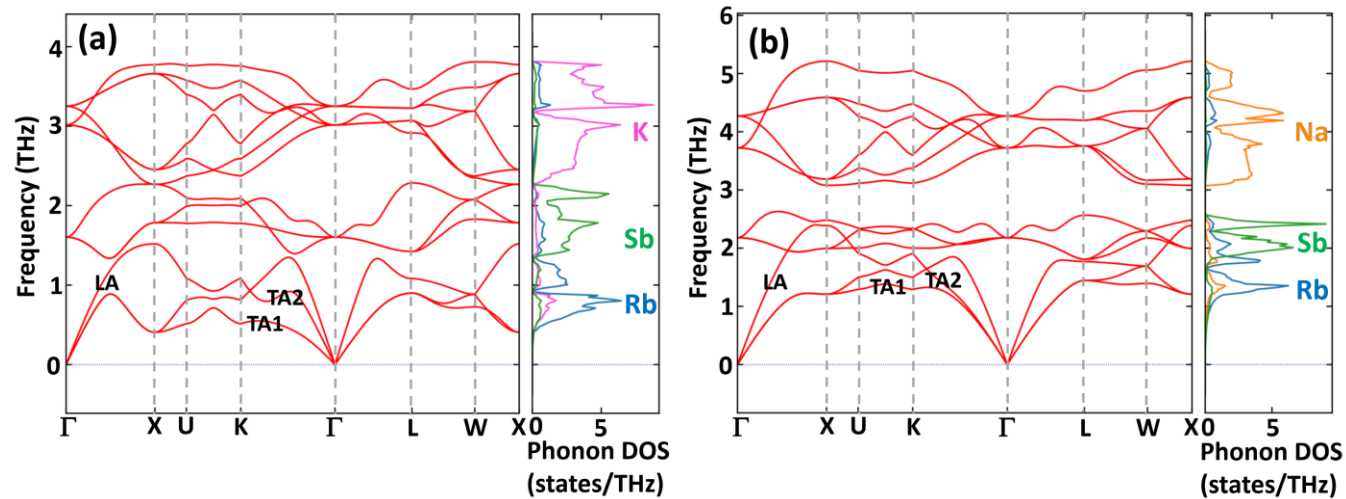 (a)
Frequency (THz)
4
3
2
1
0
LA
TA2
TA1
Γ X U K Γ L W X
K
Sb
Rb
0 5
Phonon DOS
(states/THz)
(b)
Frequency (THz)
6
5
4
3
2
1
0
LA
TA1
TA2
Γ X U K Γ L W X
Na
Sb
Rb
0 5
Phonon DOS
(states/THz)